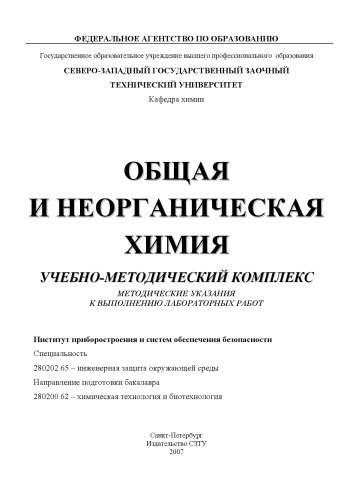 ФЕДЕРАЛЬНОЕ АГЕНТСТВО ПО ОБРАЗОВАНИЮ
Государственное образовательное учреждение высшего профессионального образования
СЕВЕРО-ЗАПАДНЫЙ ГОСУДАРСТВЕННЫЙ ЗАОЧНЫЙ
ТЕХНИЧЕСКИЙ УНИВЕРСИТЕТ
Кафедра химии
ОБЩАЯ
И НЕОРГАНИЧЕСКАЯ
ХИМИЯ
УЧЕБНО-МЕТОДИЧЕСКИЙ КОМПЛЕКС
МЕТОДИЧЕСКИЕ УКАЗАНИЯ
К ВЫПОЛНЕНИЮ ЛАБОРАТОРНЫХ РАБОТ
Институт приборостроения и систем обеспечения безопасности
Специальность
280202.65 – инженерная защита окружающей среды
Направление подготовки бакалавра
280200.62 – химическая технология и биотехнология
Санкт-Петербург
Издательство СЗТУ
2007